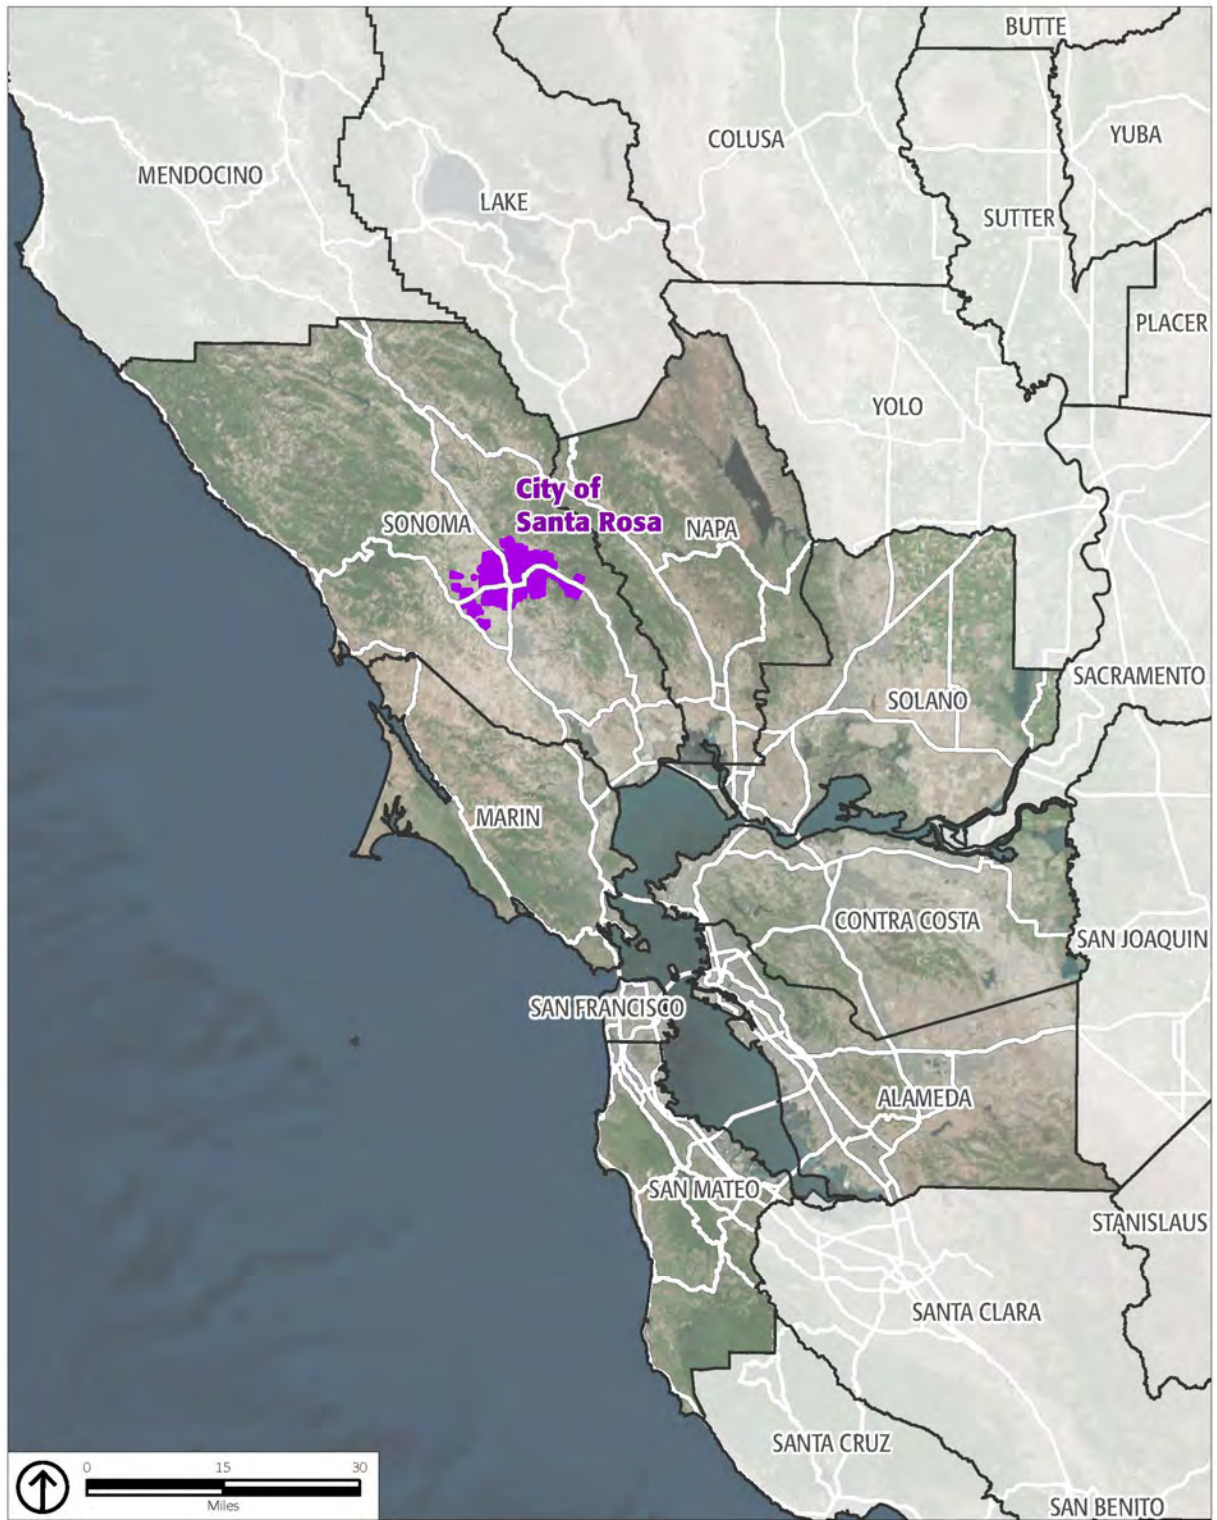 BUTTE
COLUSA
YUBA
MENDOCINO
LAKE
SUTTER
PLACER
YOLO
City of
Santa Rosa
SONOMA
NAPA
SACRAMENTO
SOLANO
MARIN
CONTRA COSTA
SAN JOAQUIN
SAN FRANCISCO
ALAMEDA
SAN MATEO
STANISLAUS
SANTA CLARA
SANTA CRUZ
SAN BENITO
0 15 30
Miles